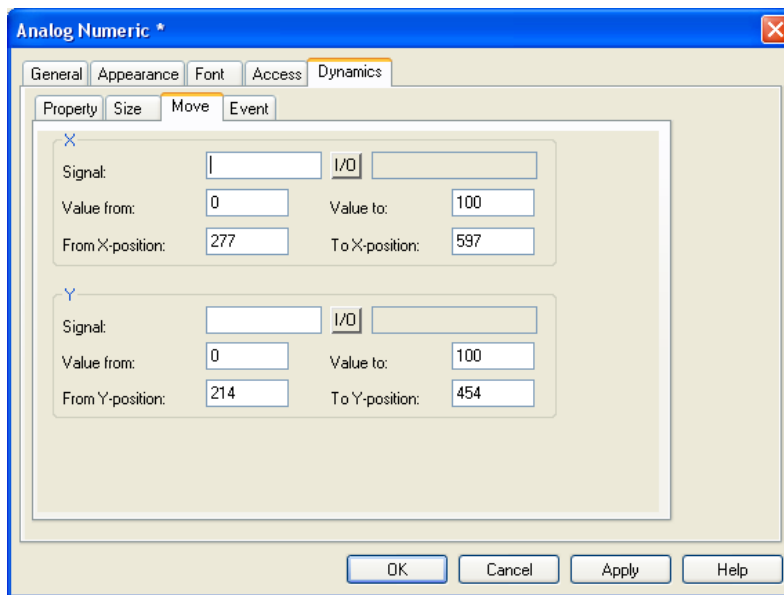 Analog Numeric *
General Appearance Font Access Dynamics
Property Size Move Event
X
Signal: I/O
Value from: 0 Value to: 100
From X-position: 277 To X-position: 597
Y
Signal: I/O
Value from: 0 Value to: 100
From Y-position: 214 To Y-position: 454
OK Cancel Apply Help